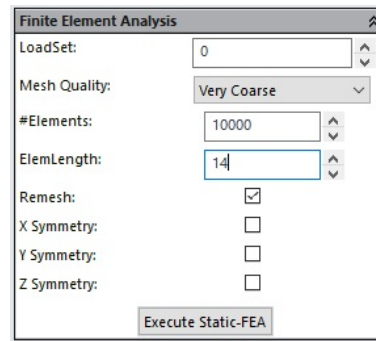 Finite Element Analysis
LoadSet: 0
Mesh Quality: Very Coarse
#Elements: 10000
ElemLength: 14
Remesh:
X Symmetry:
Y Symmetry:
Z Symmetry:
Execute Static-FEA